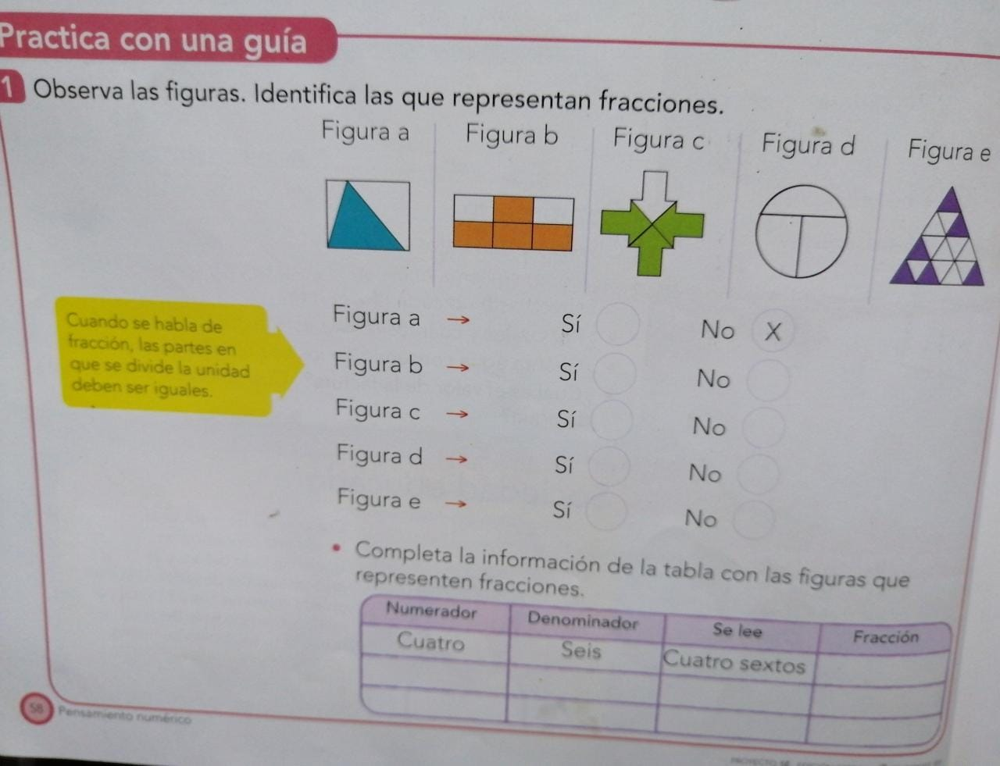 Practica con una guía
1 Observa las figuras. Identifica las que representan fracciones.
Figura a Figura b Figura c Figura d Figura e
Cuando se habla de
fracción, las partes en
que se divide la unidad
deben ser iguales.
Figura a → Sí No X
Figura b → Sí No
Figura c → Sí No
Figura d → Sí No
Figura e → Sí No
• Completa la información de la tabla con las figuras que
representen fracciones.
Numerador Denominador Se lee Fracción
Cuatro Seis Cuatro sextos
58 Pensamiento numérico